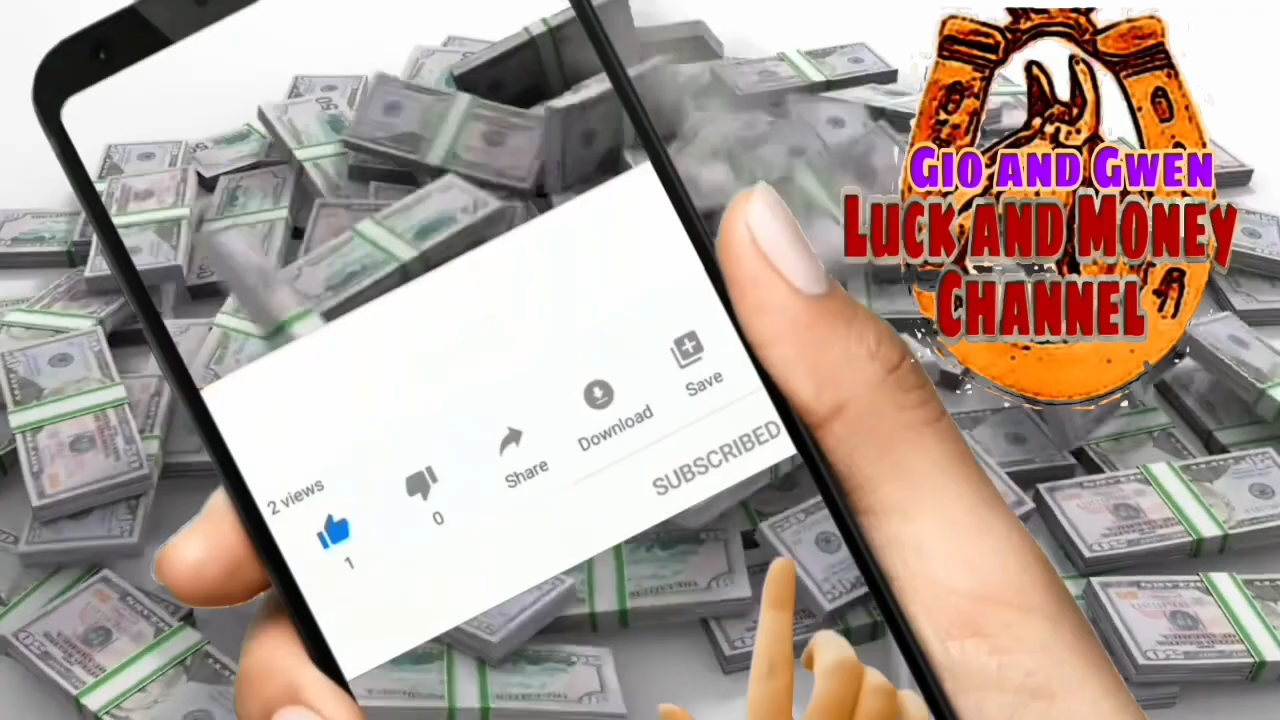 Gio and Gwen
Luck and Money
Channel
2 views
1
0
Share
Download
Save
SUBSCRIBED